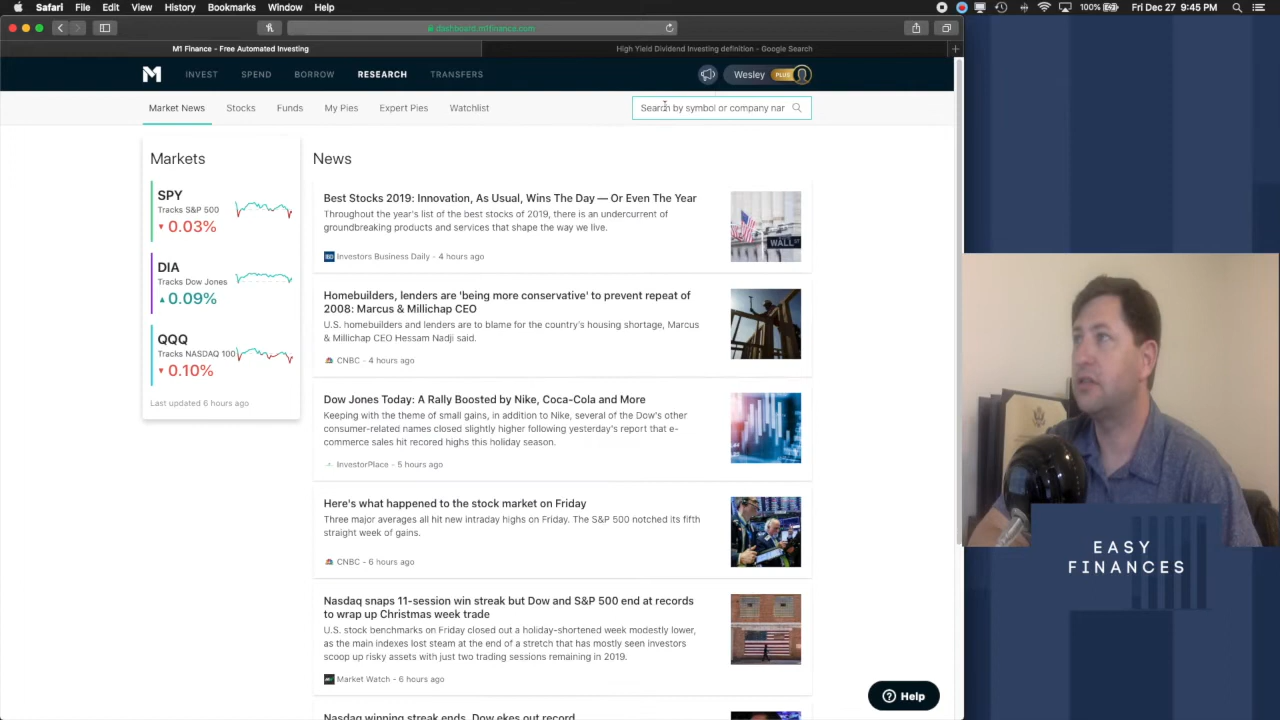 Safari File Edit View History Bookmarks Window Help
100% Fri Dec 27 9:45 PM
dashboard.m1finance.com
M1 Finance - Free Automated Investing
High Yield Dividend Investing definition - Google Search
INVEST SPEND BORROW RESEARCH TRANSFERS
Wesley PLUS
Market News Stocks Funds My Pies Expert Pies Watchlist
Search by symbol or company nar
Markets
SPY
Tracks S&P 500
▼ 0.03%
DIA
Tracks Dow Jones
▲ 0.09%
QQQ
Tracks NASDAQ 100
▼ 0.10%
Last updated 6 hours ago
News
Best Stocks 2019: Innovation, As Usual, Wins The Day — Or Even The Year
Throughout the year's list of the best stocks of 2019, there is an undercurrent of
groundbreaking products and services that shape the way we live.
IBD Investors Business Daily - 4 hours ago
WALL ST
Homebuilders, lenders are 'being more conservative' to prevent repeat of
2008: Marcus & Millichap CEO
U.S. homebuilders and lenders are to blame for the country's housing shortage, Marcus
& Millichap CEO Hessam Nadji said.
CNBC - 4 hours ago
Dow Jones Today: A Rally Boosted by Nike, Coca-Cola and More
Keeping with the theme of small gains, in addition to Nike, several of the Dow's other
consumer-related names closed slightly higher following yesterday's report that e-
commerce sales hit recored highs this holiday season.
InvestorPlace - 5 hours ago
Here's what happened to the stock market on Friday
Three major averages all hit new intraday highs on Friday. The S&P 500 notched its fifth
straight week of gains.
CNBC - 6 hours ago
Nasdaq snaps 11-session win streak but Dow and S&P 500 end at records
to wrap up Christmas week trade
U.S. stock benchmarks on Friday closed out a holiday-shortened week modestly lower,
as the main indexes lost steam at the end of a stretch that has mostly seen investors
scoop up risky assets with just two trading sessions remaining in 2019.
Market Watch - 6 hours ago
Nasdaq winning streak ends, Dow ekes out record
Help
EASY
FINANCES